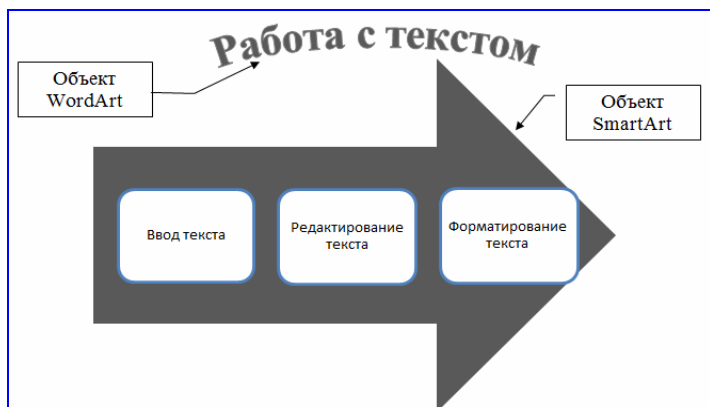 Работа с текстом
Объект
WordArt
Объект
SmartArt
Ввод текста
Редактирование
текста
Форматирование
текста